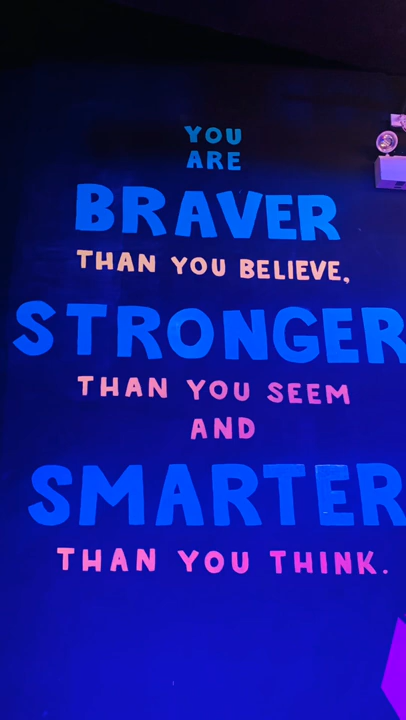 YOU
ARE
BRAVER
THAN YOU BELIEVE,
STRONGER
THAN YOU SEEM
AND
SMARTER
THAN YOU THINK.